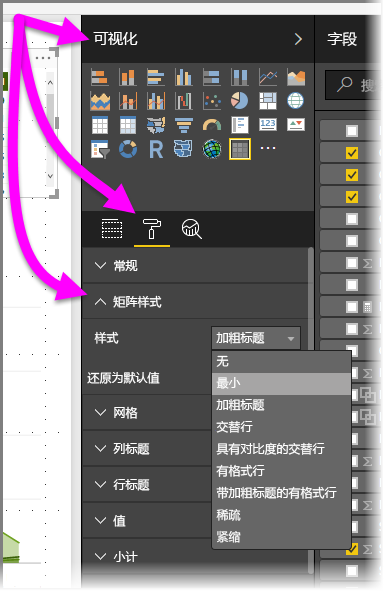 可视化
字段
搜
123
R
常规
矩阵样式
样式
加粗标题
无
最小
还原为默认值
加粗标题
交替行
网格
具有对比度的交替行
列标题
有格式行
行标题
带加粗标题的有格式行
值
稀疏
紧缩
小计